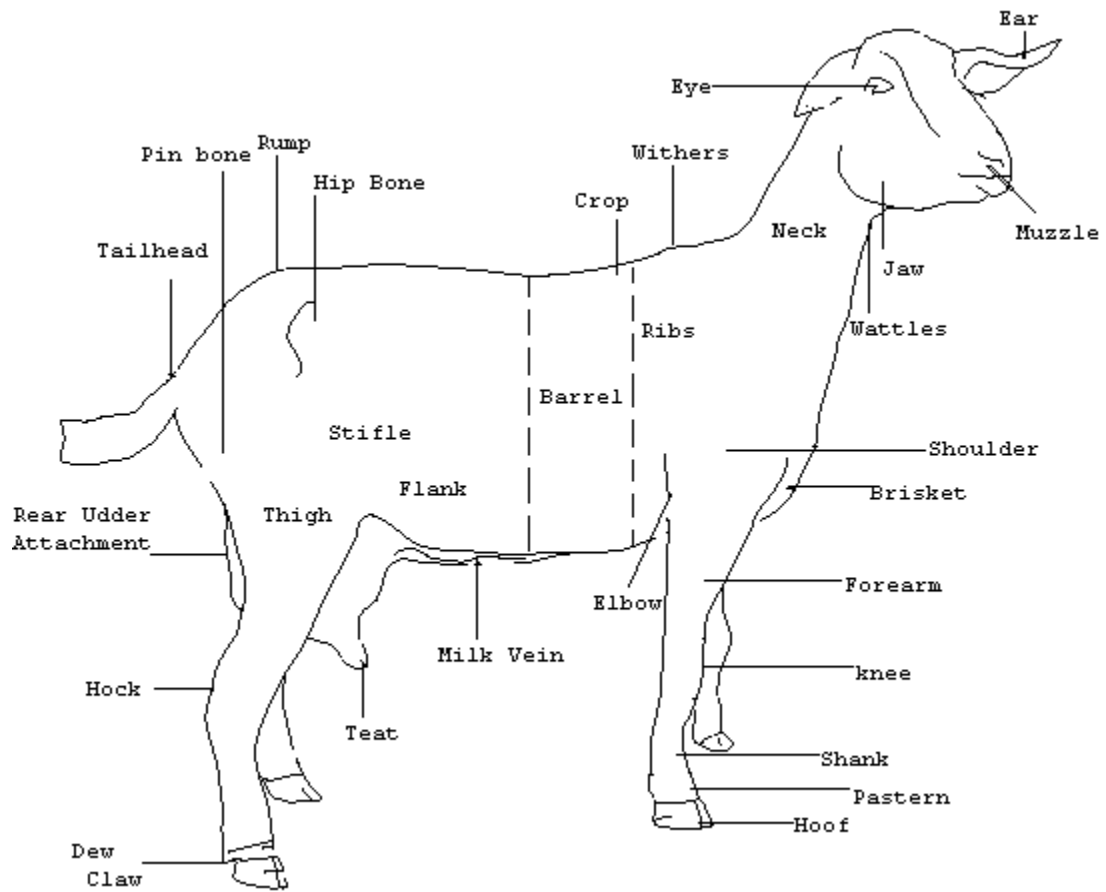 Ear
Eye
Rump
Withers
Pin bone
Hip Bone
Crop
Neck
Muzzle
Tailhead
Jaw
Wattles
Ribs
Barrel
Stifle
Shoulder
Flank
Brisket
Rear Udder
Attachment
Thigh
Forearm
Elbow
Milk Vein
knee
Hock
Teat
Shank
Pastern
Hoof
Dew
Claw